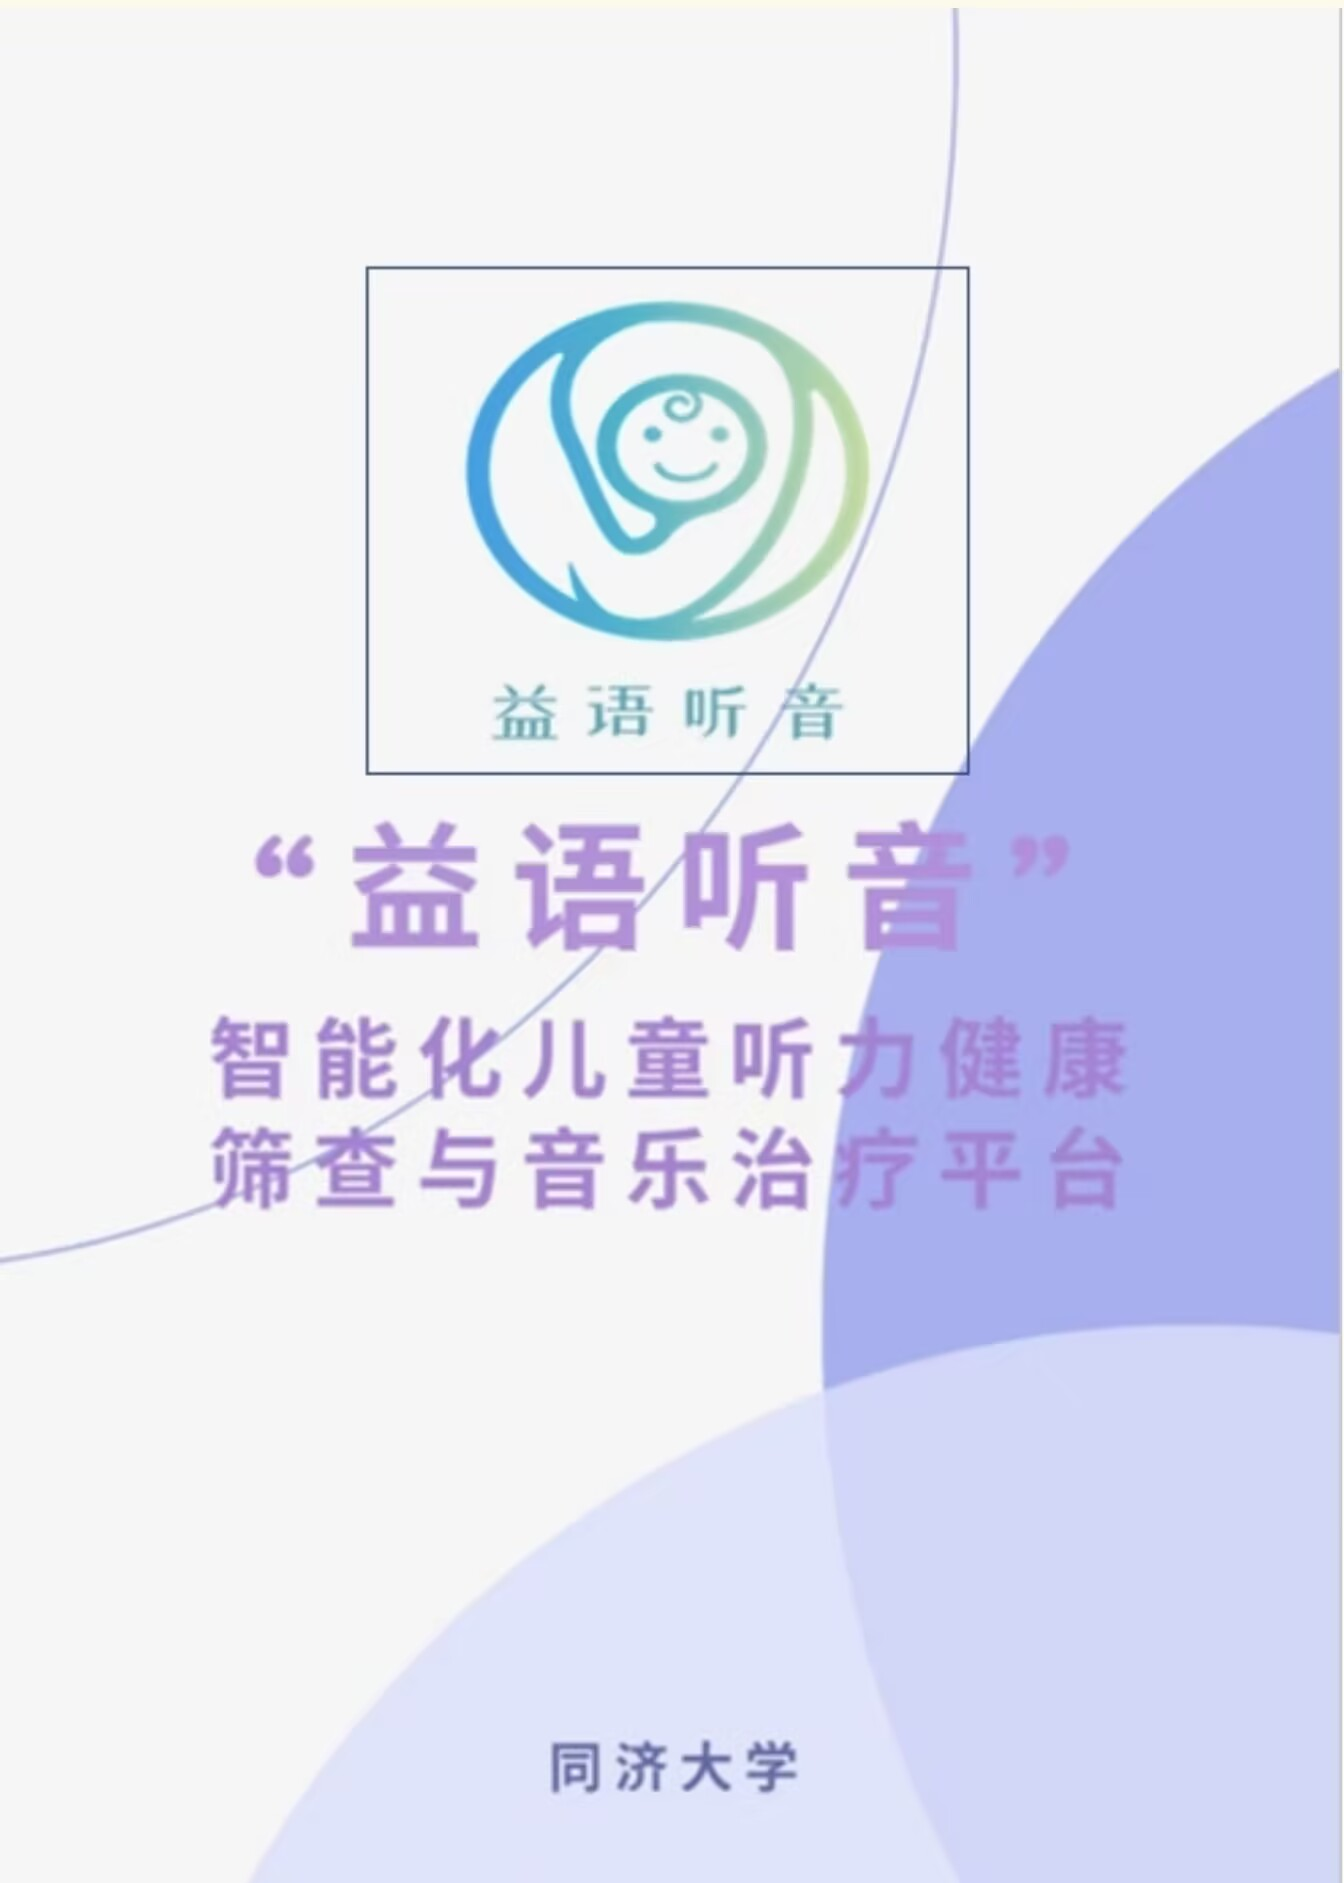 益语听音
“益语听音”
智能化儿童听力健康
筛查与音乐治疗平台
同济大学